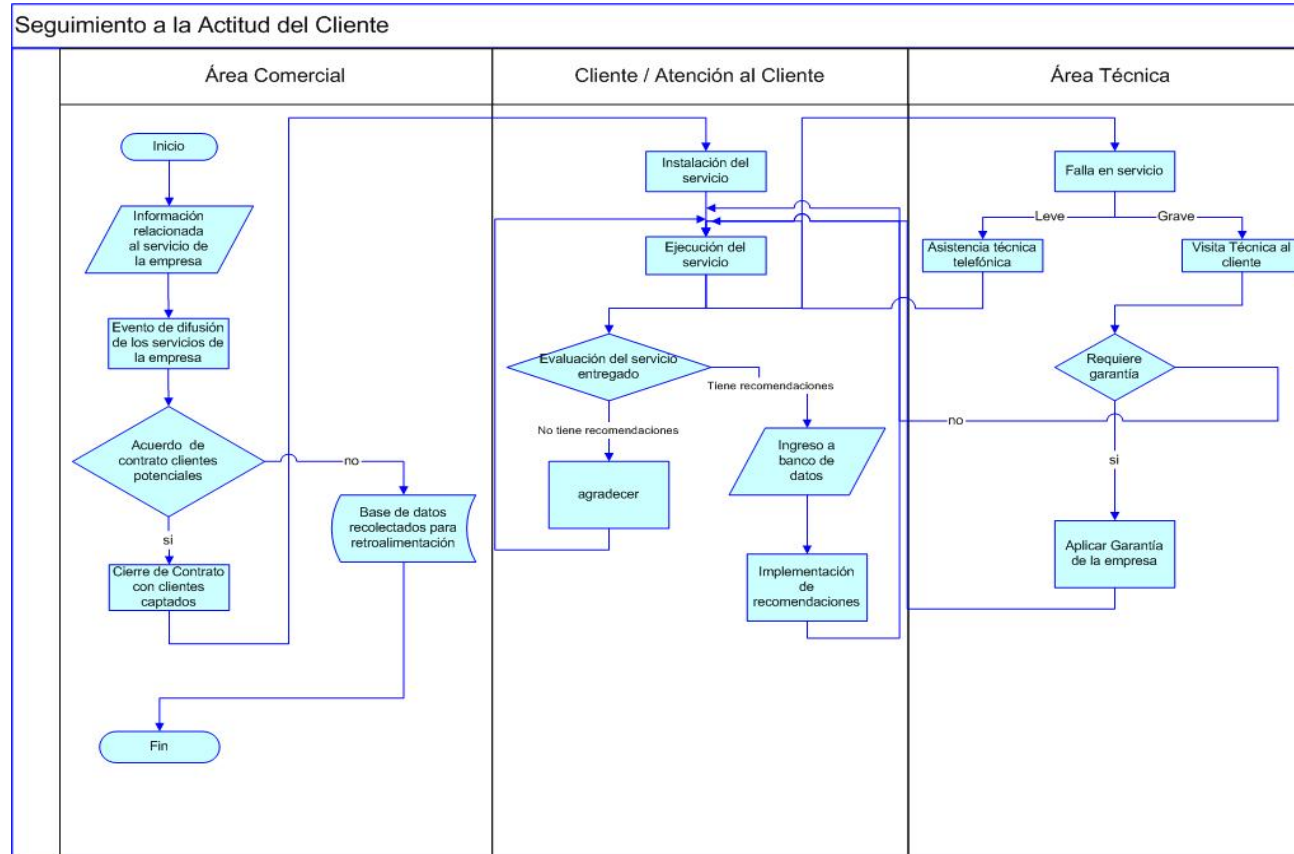 Seguimiento a la Actitud del Cliente
Área Comercial
Cliente / Atención al Cliente
Área Técnica
Inicio
Información
relacionada
al servicio de
la empresa
Evento de difusión
de los servicios de
la empresa
Acuerdo de
contrato clientes
potenciales
no
si
Base de datos
recolectados para
retroalimentación
Cierre de Contrato
con clientes
captados
Fin
Instalación del
servicio
Ejecución del
servicio
Evaluación del servicio
entregado
Tiene recomendaciones
No tiene recomendaciones
agradecer
Ingreso a
banco de
datos
Implementación
de
recomendaciones
Falla en servicio
Leve
Grave
Asistencia técnica
telefónica
Visita Técnica al
cliente
Requiere
garantía
no
si
Aplicar Garantía
de la empresa